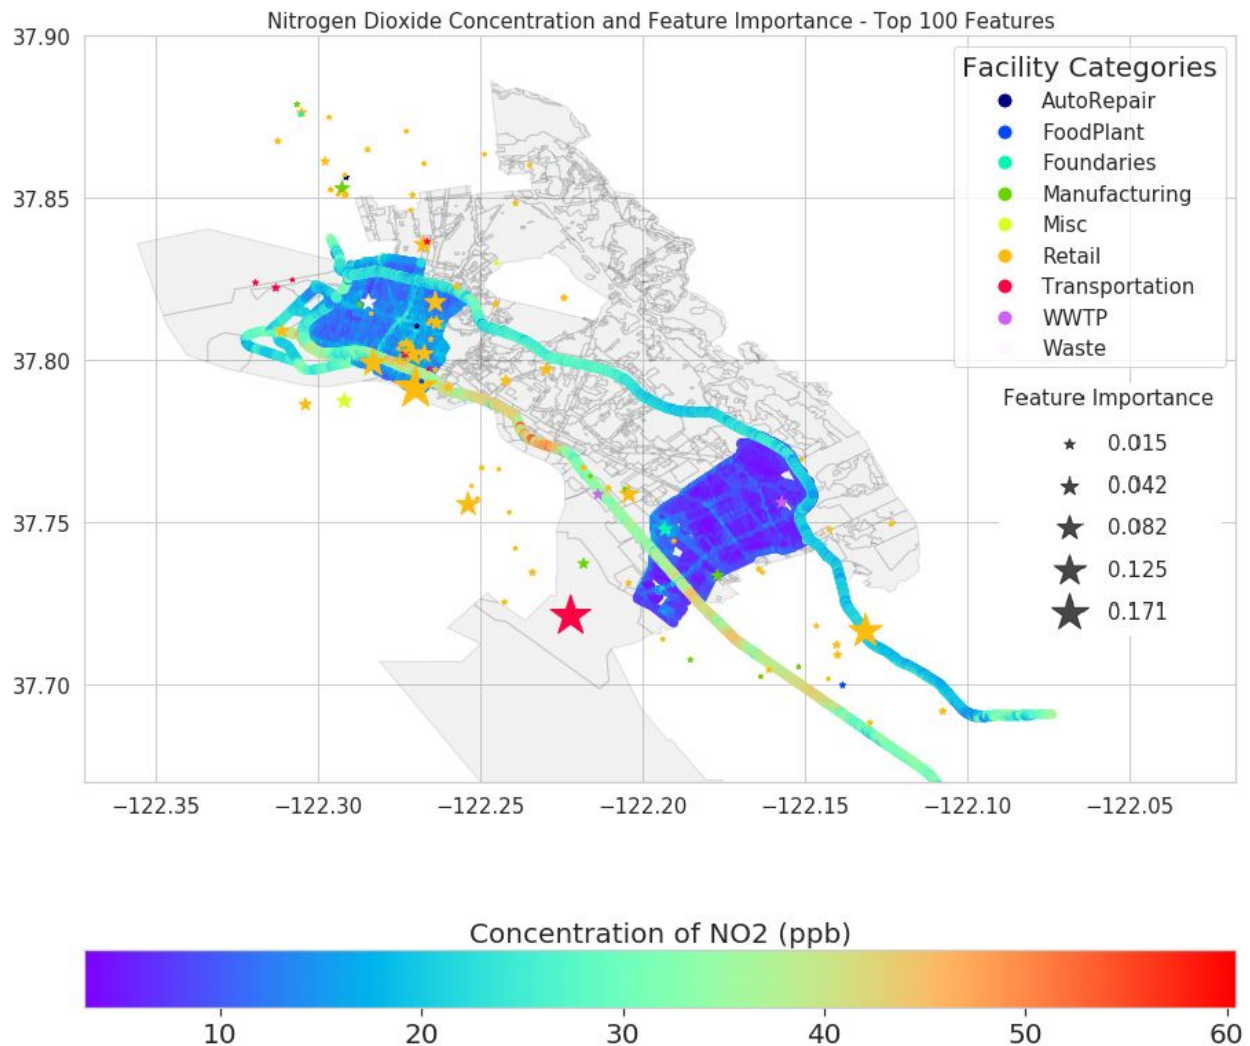 Nitrogen Dioxide Concentration and Feature Importance - Top 100 Features
37.90
37.85
37.80
37.75
37.70
Facility Categories
AutoRepair
FoodPlant
Foundaries
Manufacturing
Misc
Retail
Transportation
WWTP
Waste
Feature Importance
0.015
0.042
0.082
0.125
0.171
−122.35 −122.30 −122.25 −122.20 −122.15 −122.10 −122.05
Concentration of NO2 (ppb)
10 20 30 40 50 60